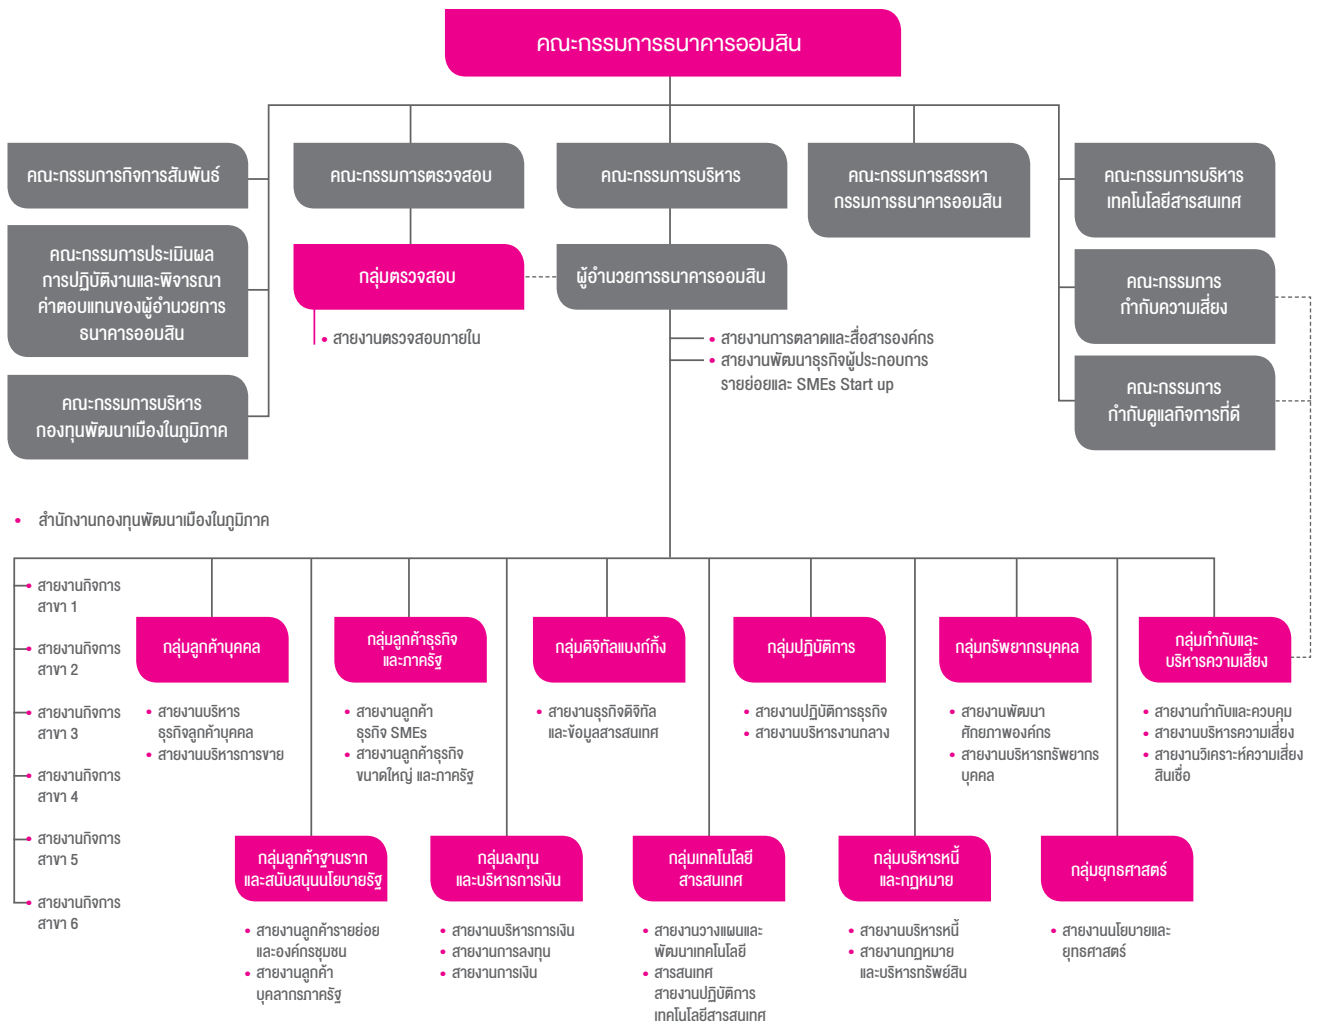 คณะกรรมการธนาคารออมสิน
คณะกรรมการกิจการสัมพันธ์
คณะกรรมการตรวจสอบ
คณะกรรมการบริหาร
คณะกรรมการสรรหา
กรรมการธนาคารออมสิน
คณะกรรมการบริหาร
เทคโนโลยีสารสนเทศ
คณะกรรมการประเมินผล
การปฏิบัติงานและพิจารณา
ค่าตอบแทนของผู้อำนวยการ
ธนาคารออมสิน
กลุ่มตรวจสอบ
ผู้อำนวยการธนาคารออมสิน
คณะกรรมการ
กำกับความเสี่ยง
• สายงานตรวจสอบภายใน
• สายงานการตลาดและสื่อสารองค์กร
• สายงานพัฒนาธุรกิจผู้ประกอบการ
รายย่อยและ SMEs Start up
คณะกรรมการบริหาร
กองทุนพัฒนาเมืองในภูมิภาค
คณะกรรมการ
กำกับดูแลกิจการที่ดี
• สำนักงานกองทุนพัฒนาเมืองในภูมิภาค
• สายงานกิจการ
สาขา 1
• สายงานกิจการ
สาขา 2
• สายงานกิจการ
สาขา 3
• สายงานกิจการ
สาขา 4
• สายงานกิจการ
สาขา 5
• สายงานกิจการ
สาขา 6
กลุ่มลูกค้าบุคคล
• สายงานบริหาร
ธุรกิจลูกค้าบุคคล
• สายงานบริหารการขาย
กลุ่มลูกค้าธุรกิจ
และภาครัฐ
• สายงานลูกค้า
ธุรกิจ SMEs
• สายงานลูกค้าธุรกิจ
ขนาดใหญ่ และภาครัฐ
กลุ่มดิจิทัลแบงก์กิ้ง
• สายงานธุรกิจดิจิทัล
และข้อมูลสารสนเทศ
กลุ่มปฏิบัติการ
• สายงานปฏิบัติการธุรกิจ
• สายงานบริหารงานกลาง
กลุ่มทรัพยากรบุคคล
• สายงานพัฒนา
ศักยภาพองค์กร
• สายงานบริหารทรัพยากร
บุคคล
กลุ่มกำกับและ
บริหารความเสี่ยง
• สายงานกำกับและควบคุม
• สายงานบริหารความเสี่ยง
• สายงานวิเคราะห์ความเสี่ยง
สินเชื่อ
กลุ่มลูกค้าฐานราก
และสนับสนุนนโยบายรัฐ
• สายงานลูกค้ารายย่อย
และองค์กรชุมชน
• สายงานลูกค้า
บุคลากรภาครัฐ
กลุ่มลงทุน
และบริหารการเงิน
• สายงานบริหารการเงิน
• สายงานการลงทุน
• สายงานการเงิน
กลุ่มเทคโนโลยี
สารสนเทศ
• สายงานวางแผนและ
พัฒนาเทคโนโลยี
• สารสนเทศ
สายงานปฏิบัติการ
เทคโนโลยีสารสนเทศ
กลุ่มบริหารหนี้
และกฎหมาย
• สายงานบริหารหนี้
• สายงานกฎหมาย
และบริหารทรัพย์สิน
กลุ่มยุทธศาสตร์
• สายงานนโยบายและ
ยุทธศาสตร์